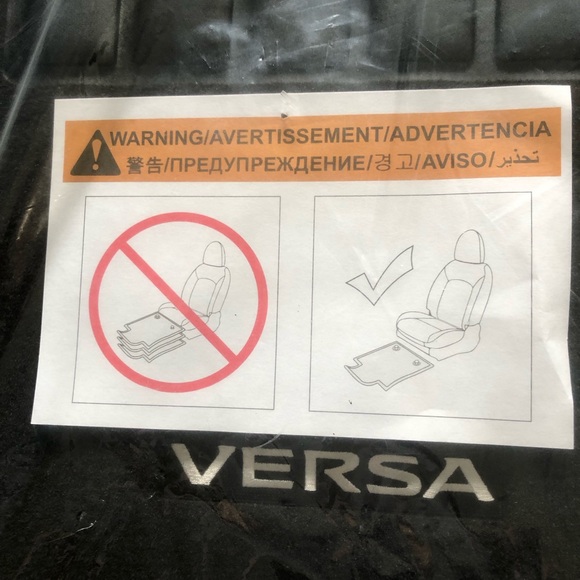 WARNING/AVERTISSEMENT/ADVERTENCIA
警告/ПРЕДУПРЕЖДЕНИЕ/경고/AVISO/تحذير
VERSA